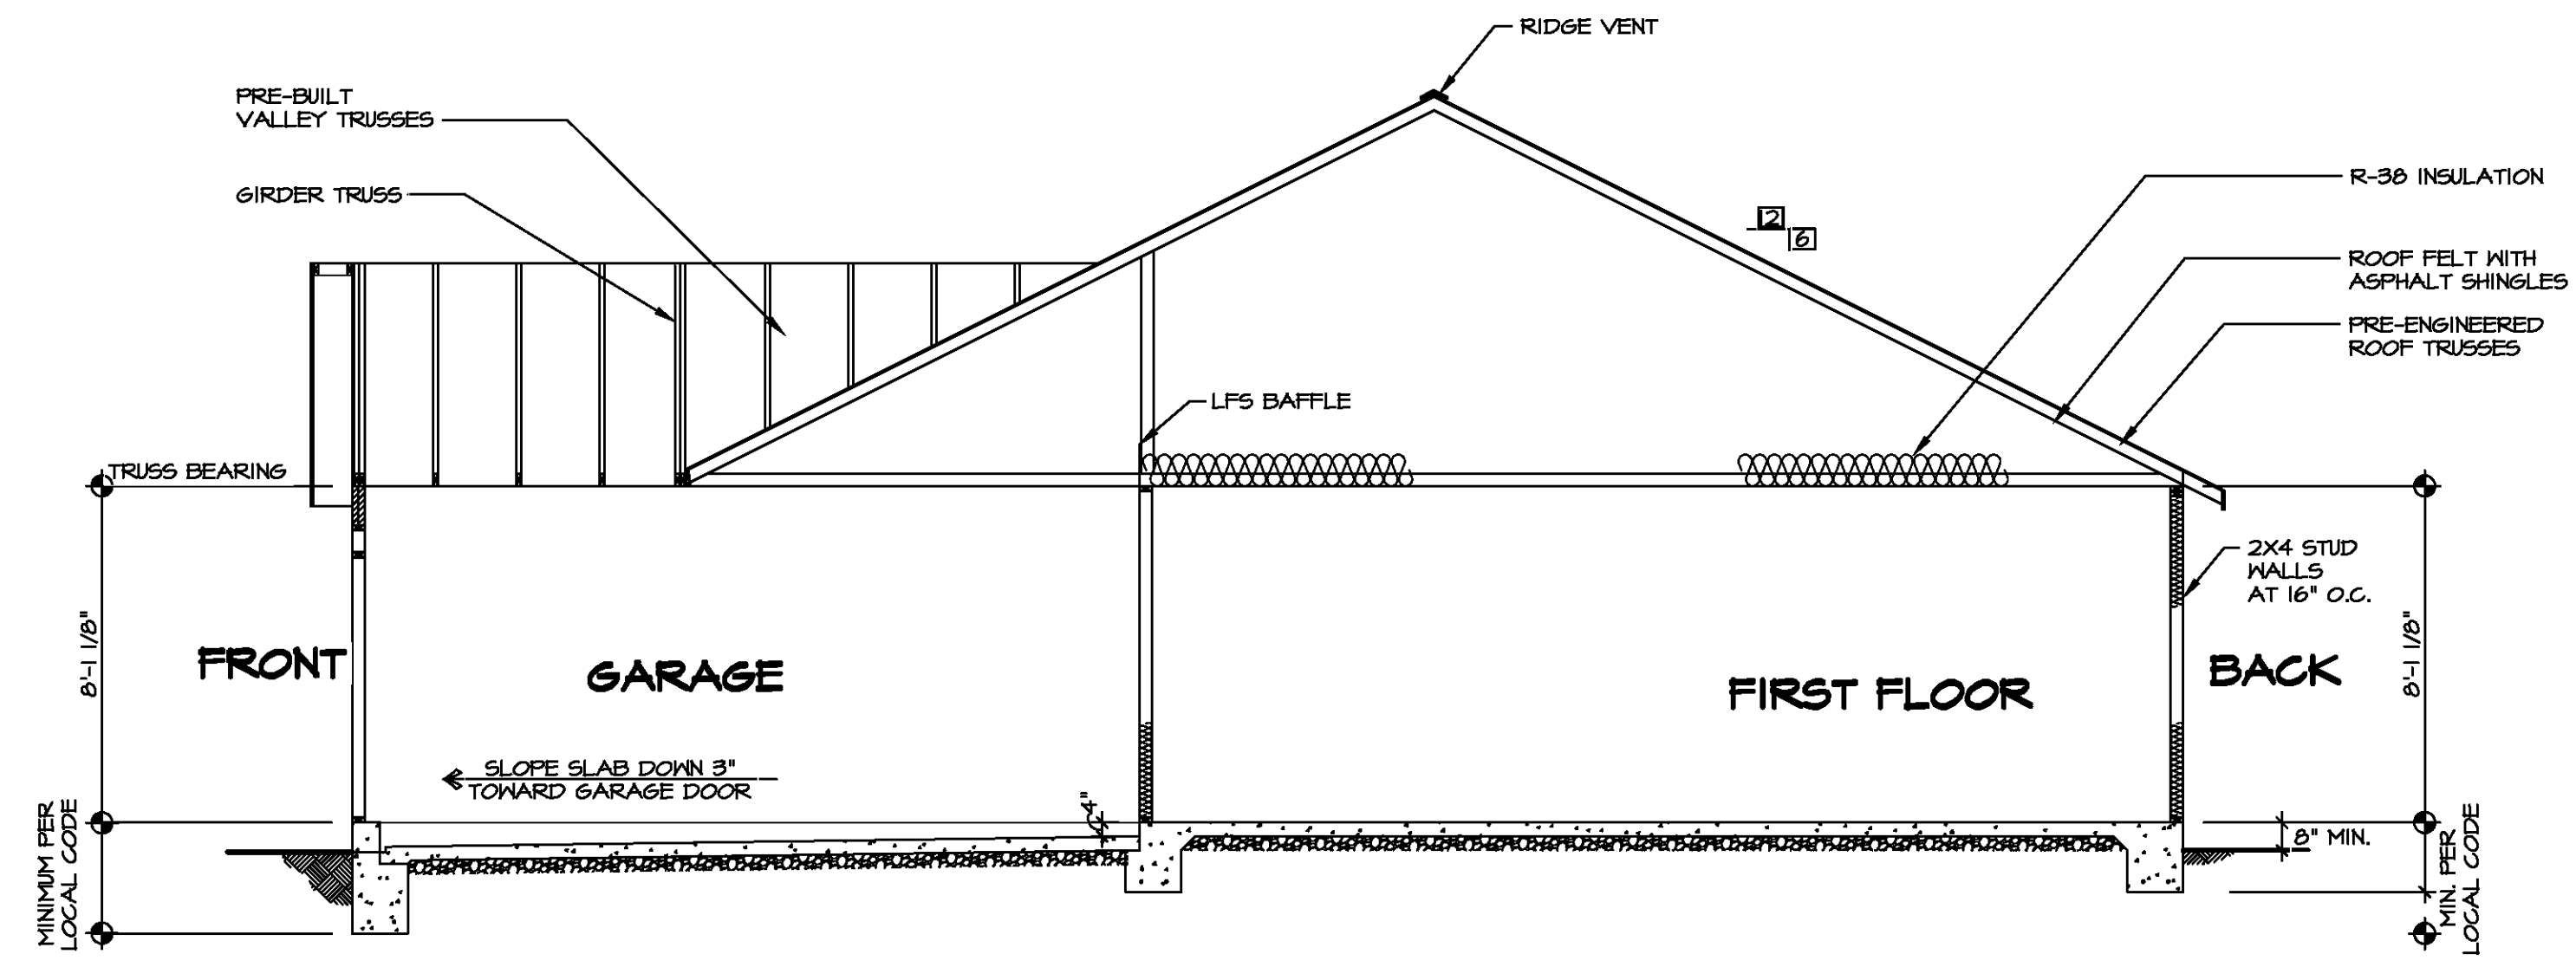 RIDGE VENT
PRE-BUILT
VALLEY TRUSSES
GIRDER TRUSS
R-38 INSULATION
12
6
ROOF FELT WITH
ASPHALT SHINGLES
PRE-ENGINEERED
ROOF TRUSSES
LFS BAFFLE
TRUSS BEARING
2X4 STUD
WALLS
AT 16" O.C.
8'-1 1/8"
FRONT
GARAGE
FIRST FLOOR
BACK
8'-1 1/8"
SLOPE SLAB DOWN 3"
TOWARD GARAGE DOOR
4"
8" MIN.
MINIMUM PER
LOCAL CODE
MIN. PER
LOCAL CODE